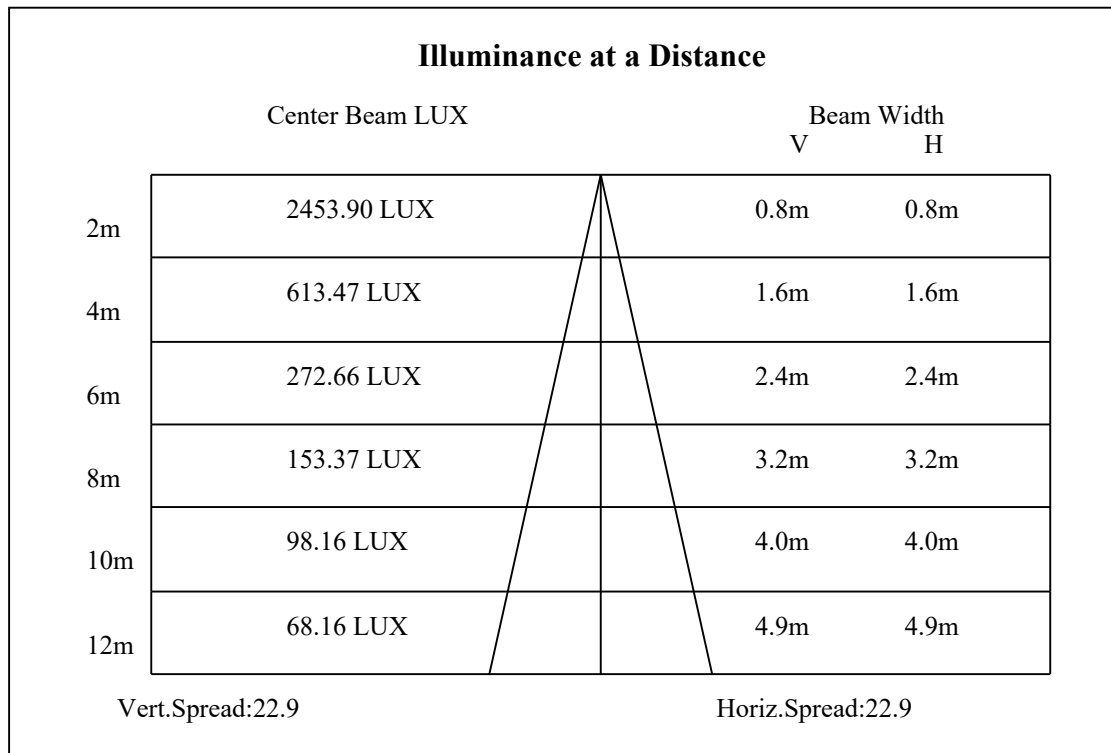 Illuminance at a Distance
Center Beam LUX Beam Width
V H
2453.90 LUX 0.8m 0.8m
2m
613.47 LUX 1.6m 1.6m
4m
272.66 LUX 2.4m 2.4m
6m
153.37 LUX 3.2m 3.2m
8m
98.16 LUX 4.0m 4.0m
10m
68.16 LUX 4.9m 4.9m
12m
Vert.Spread:22.9 Horiz.Spread:22.9